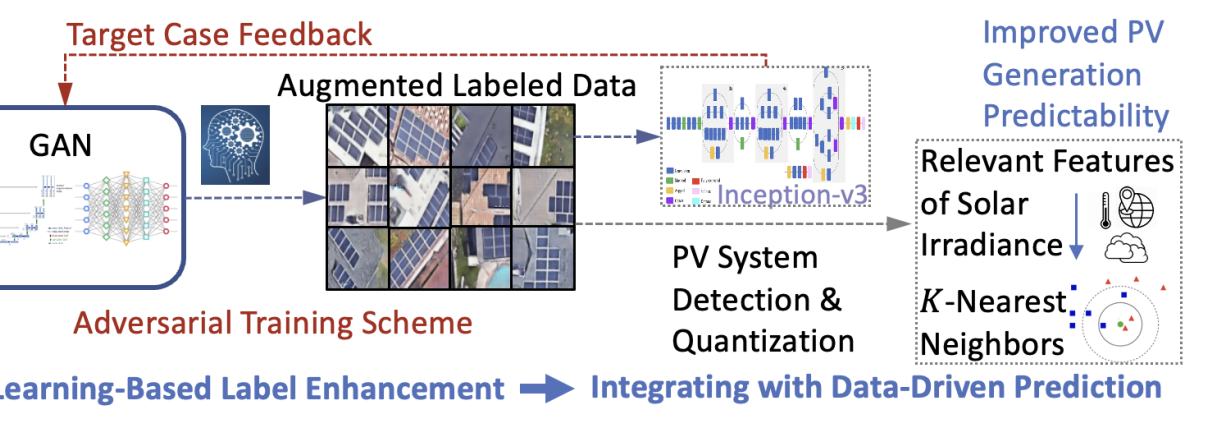 Target Case Feedback
Improved PV
Generation
Predictability
Augmented Labeled Data
GAN
Inception-v3
Relevant Features
of Solar
Irradiance
PV System
Detection &
Quantization
K-Nearest
Neighbors
Adversarial Training Scheme
Learning-Based Label Enhancement
Integrating with Data-Driven Prediction